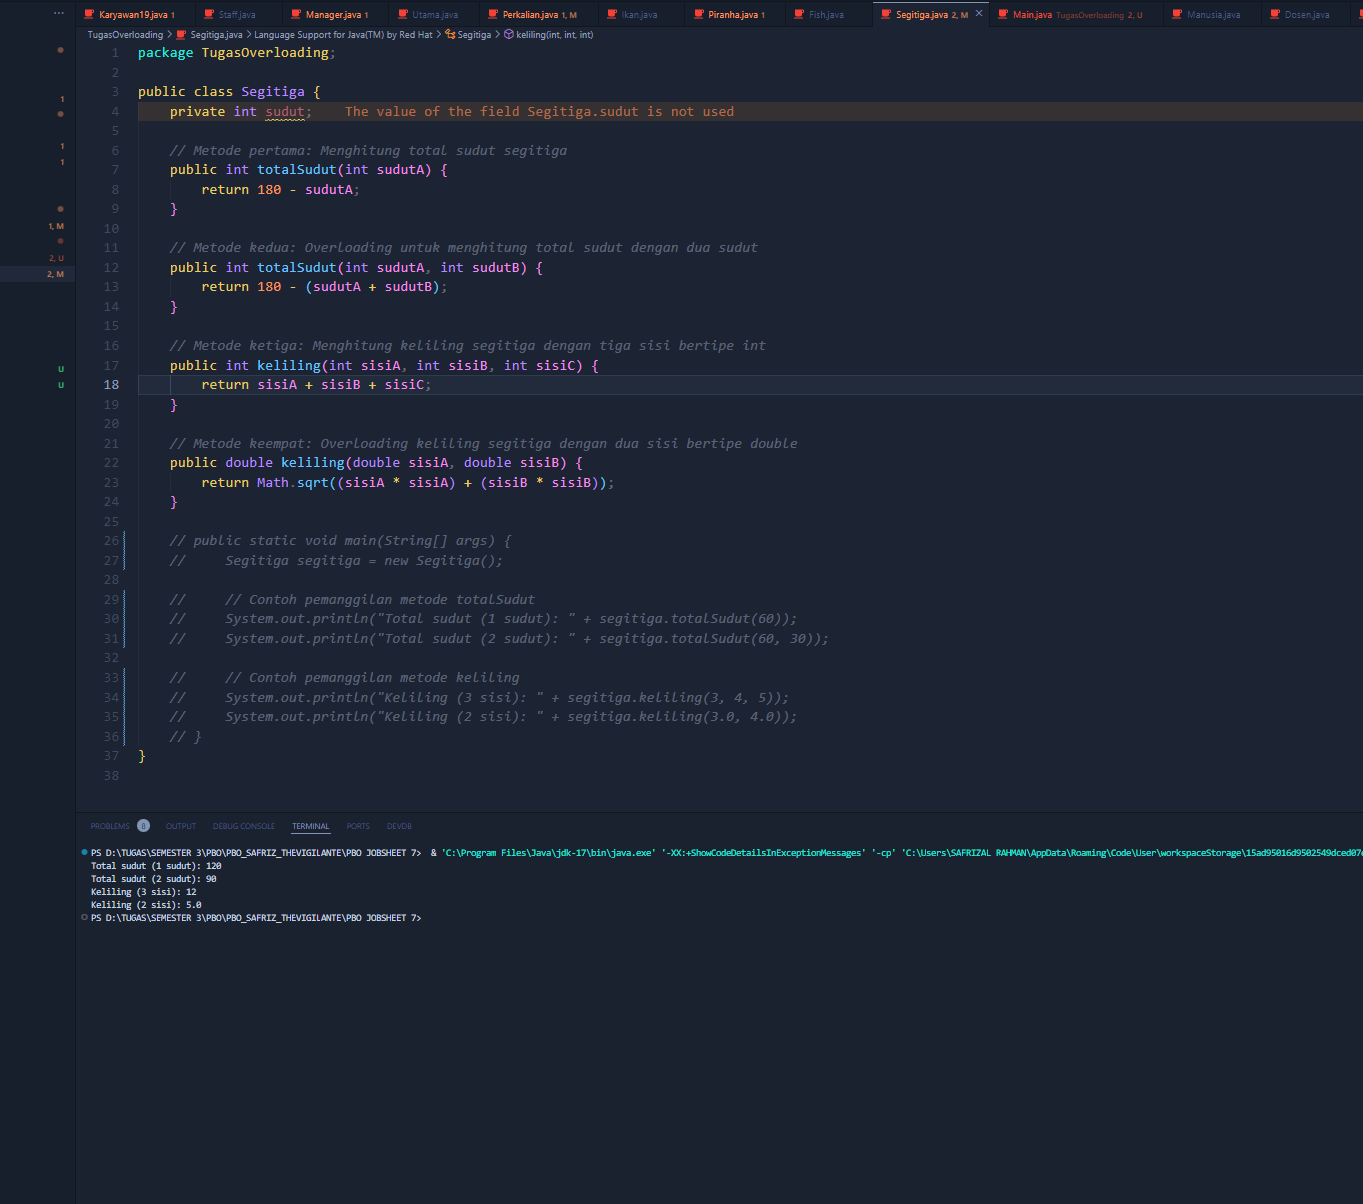 Karyawan19.java 1 Staff.java Manager.java 1 Utama.java Perkalian.java 1, M Ikan.java Piranha.java 1 Fish.java Segitiga.java 2, M Main.java TugasOverloading 2, U Manusia.java Dosen.java
TugasOverloading > Segitiga.java > Language Support for Java(TM) by Red Hat > Segitiga > keliling(int, int, int)
1 package TugasOverloading;
2
3 public class Segitiga {
4 private int sudut; The value of the field Segitiga.sudut is not used
5
6 // Metode pertama: Menghitung total sudut segitiga
7 public int totalSudut(int sudutA) {
8 return 180 - sudutA;
9 }
10
11 // Metode kedua: Overloading untuk menghitung total sudut dengan dua sudut
12 public int totalSudut(int sudutA, int sudutB) {
13 return 180 - (sudutA + sudutB);
14 }
15
16 // Metode ketiga: Menghitung keliling segitiga dengan tiga sisi bertipe int
17 public int keliling(int sisiA, int sisiB, int sisiC) {
18 return sisiA + sisiB + sisiC;
19 }
20
21 // Metode keempat: Overloading keliling segitiga dengan dua sisi bertipe double
22 public double keliling(double sisiA, double sisiB) {
23 return Math.sqrt((sisiA * sisiA) + (sisiB * sisiB));
24 }
25
26 // public static void main(String[] args) {
27 // Segitiga segitiga = new Segitiga();
28
29 // // Contoh pemanggilan metode totalSudut
30 // System.out.println("Total sudut (1 sudut): " + segitiga.totalSudut(60));
31 // System.out.println("Total sudut (2 sudut): " + segitiga.totalSudut(60, 30));
32
33 // // Contoh pemanggilan metode keliling
34 // System.out.println("Keliling (3 sisi): " + segitiga.keliling(3, 4, 5));
35 // System.out.println("Keliling (2 sisi): " + segitiga.keliling(3.0, 4.0));
36 // }
37 }
38
1
1
1
1, M
2, U
2, M
U
U
PROBLEMS 8 OUTPUT DEBUG CONSOLE TERMINAL PORTS DEVDB
PS D:\TUGAS\SEMESTER 3\PBO\PBO_SAFRIZ_THEVIGILANTE\PBO JOBSHEET 7> & 'C:\Program Files\Java\jdk-17\bin\java.exe' '-XX:+ShowCodeDetailsInExceptionMessages' '-cp' 'C:\Users\SAFRIZAL RAHMAN\AppData\Roaming\Code\User\workspaceStorage\15ad95016d9502549dced07
Total sudut (1 sudut): 120
Total sudut (2 sudut): 90
Keliling (3 sisi): 12
Keliling (2 sisi): 5.0
PS D:\TUGAS\SEMESTER 3\PBO\PBO_SAFRIZ_THEVIGILANTE\PBO JOBSHEET 7>